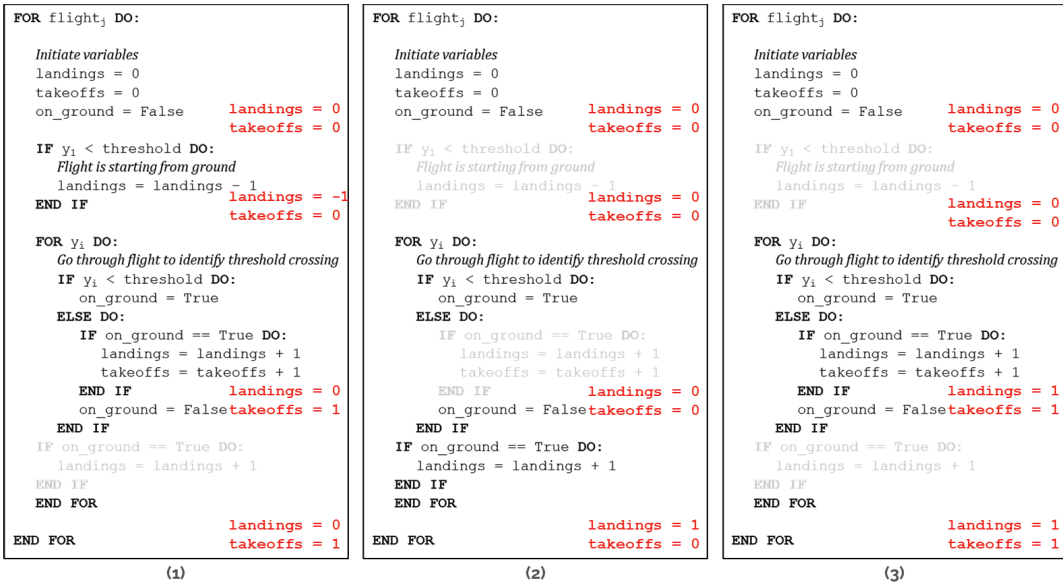 FOR flightj DO:
Initiate variables
landings = 0
takeoffs = 0
on_ground = False
landings = 0
takeoffs = 0
IF y1 < threshold DO:
Flight is starting from ground
landings = landings - 1
END IF
landings = -1
takeoffs = 0
FOR yi DO:
Go through flight to identify threshold crossing
IF yi < threshold DO:
on_ground = True
ELSE DO:
IF on_ground == True DO:
landings = landings + 1
takeoffs = takeoffs + 1
END IF
landings = 0
on_ground = False
takeoffs = 1
END IF
IF on_ground == True DO:
landings = landings + 1
END IF
END FOR
landings = 0
END FOR
takeoffs = 1
(1)
FOR flightj DO:
Initiate variables
landings = 0
takeoffs = 0
on_ground = False
landings = 0
takeoffs = 0
IF y1 < threshold DO:
Flight is starting from ground
landings = landings - 1
END IF
landings = 0
takeoffs = 0
FOR yi DO:
Go through flight to identify threshold crossing
IF yi < threshold DO:
on_ground = True
ELSE DO:
IF on_ground == True DO:
landings = landings + 1
takeoffs = takeoffs + 1
END IF
landings = 0
on_ground = False
takeoffs = 0
END IF
IF on_ground == True DO:
landings = landings + 1
END IF
END FOR
landings = 1
END FOR
takeoffs = 0
(2)
FOR flightj DO:
Initiate variables
landings = 0
takeoffs = 0
on_ground = False
landings = 0
takeoffs = 0
IF y1 < threshold DO:
Flight is starting from ground
landings = landings - 1
END IF
landings = 0
takeoffs = 0
FOR yi DO:
Go through flight to identify threshold crossing
IF yi < threshold DO:
on_ground = True
ELSE DO:
IF on_ground == True DO:
landings = landings + 1
takeoffs = takeoffs + 1
END IF
landings = 1
on_ground = False
takeoffs = 1
END IF
IF on_ground == True DO:
landings = landings + 1
END IF
END FOR
landings = 1
END FOR
takeoffs = 1
(3)